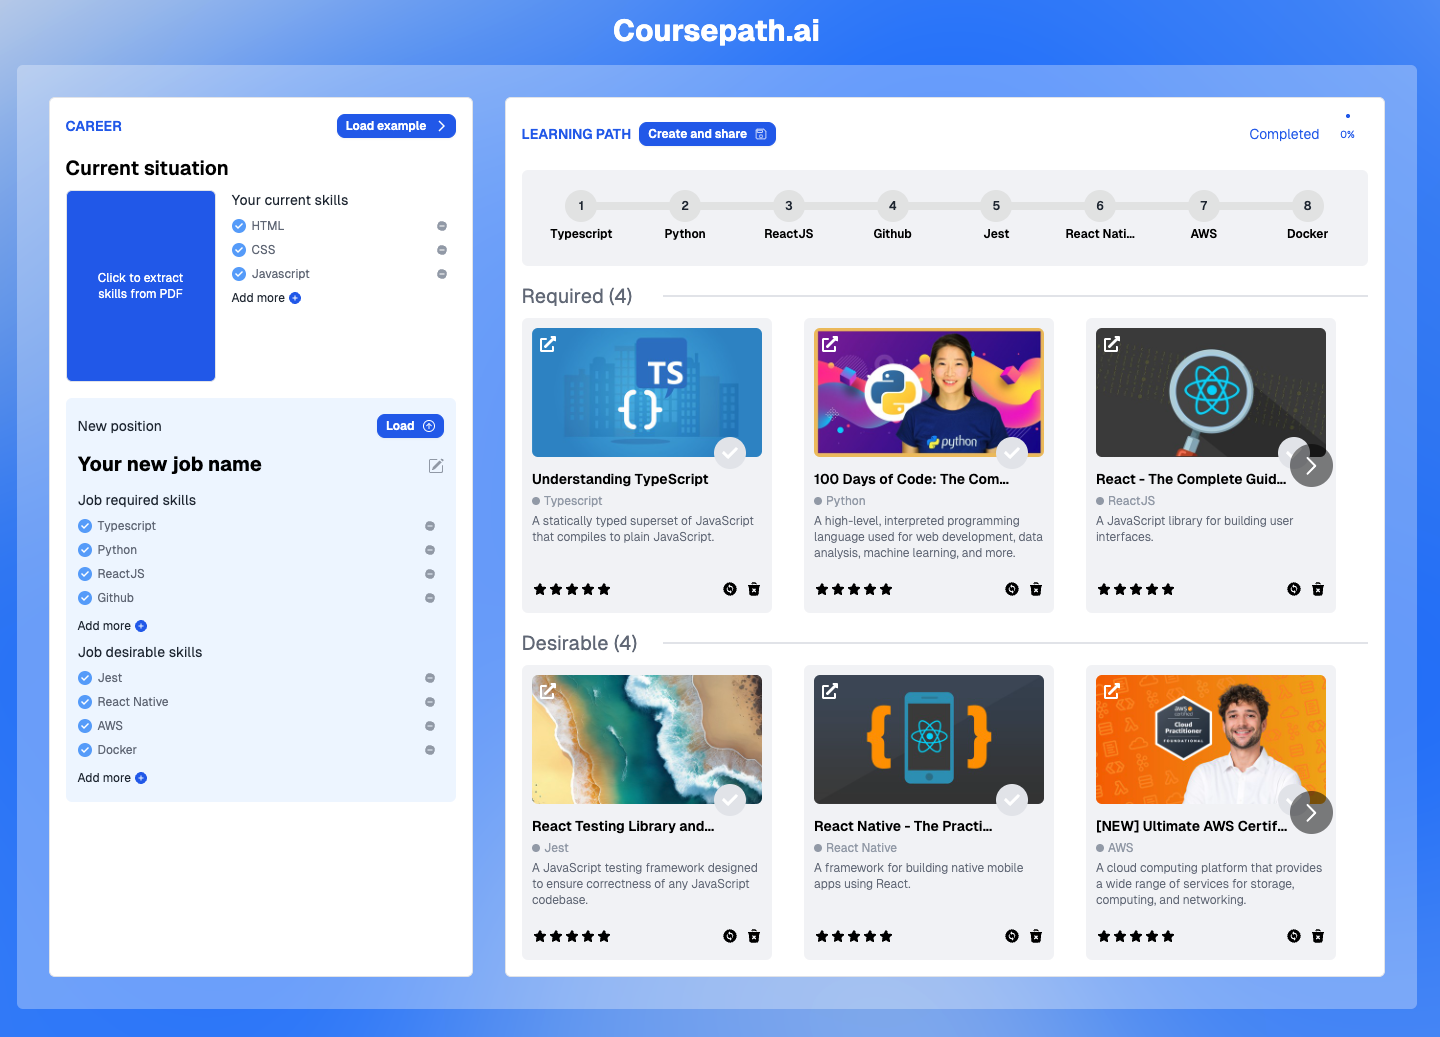 Coursepath.ai
CAREER
Load example
Current situation
Click to extract
skills from PDF
Your current skills
HTML
CSS
Javascript
Add more
New position
Load
Your new job name
Job required skills
Typescript
Python
ReactJS
Github
Add more
Job desirable skills
Jest
React Native
AWS
Docker
Add more
LEARNING PATH
Create and share
Completed
0%
1
2
3
4
5
6
7
8
Typescript
Python
ReactJS
Github
Jest
React Nati...
AWS
Docker
Required (4)
TS
{}
Understanding TypeScript
Typescript
A statically typed superset of JavaScript
that compiles to plain JavaScript.
python
100 Days of Code: The Com...
Python
A high-level, interpreted programming
language used for web development, data
analysis, machine learning, and more.
React - The Complete Guid...
ReactJS
A JavaScript library for building user
interfaces.
Desirable (4)
React Testing Library and...
Jest
A JavaScript testing framework designed
to ensure correctness of any JavaScript
codebase.
{ }
React Native - The Practi...
React Native
A framework for building native mobile
apps using React.
aws
certified
Cloud
Practitioner
FOUNDATIONAL
[NEW] Ultimate AWS Certif...
AWS
A cloud computing platform that provides
a wide range of services for storage,
computing, and networking.